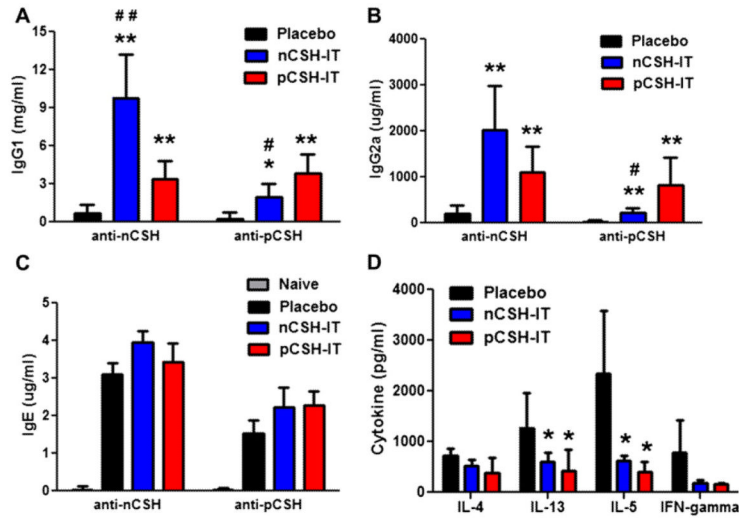 A
Placebo
nCSH-IT
pCSH-IT
IgG1 (mg/ml)
15
12
9
6
3
0
# #
**
**
#
*
**
anti-nCSH
anti-pCSH
B
Placebo
nCSH-IT
pCSH-IT
IgG2a (ug/ml)
4000
3000
2000
1000
0
**
**
#
**
**
anti-nCSH
anti-pCSH
C
Naive
Placebo
nCSH-IT
pCSH-IT
IgE (ug/ml)
5
4
3
2
1
0
anti-nCSH
anti-pCSH
D
Placebo
nCSH-IT
pCSH-IT
Cytokine (pg/ml)
4000
3000
2000
1000
0
* *
* *
IL-4
IL-13
IL-5
IFN-gamma